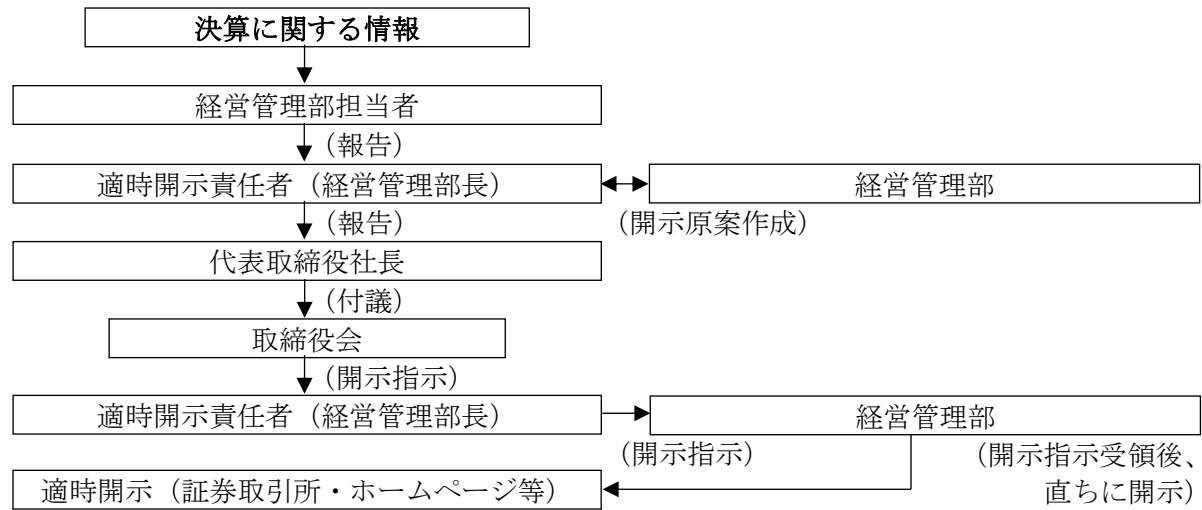 決算に関する情報
経営管理部担当者
（報告）
適時開示責任者（経営管理部長）
経営管理部
（報告）
（開示原案作成）
代表取締役社長
（付議）
取締役会
（開示指示）
適時開示責任者（経営管理部長）
経営管理部
（開示指示）
（開示指示受領後、
直ちに開示）
適時開示（証券取引所・ホームページ等）